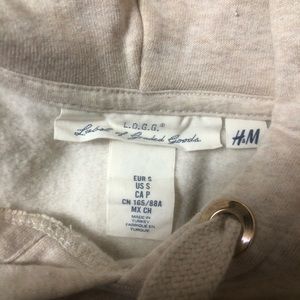 L.O.G.G.®
Label of Graded Goods
H&M
EUR S
US S
CA P
CN 165/88A
MX CH
MADE IN
TURKEY
FABRIQUÉ EN
TURQUIE